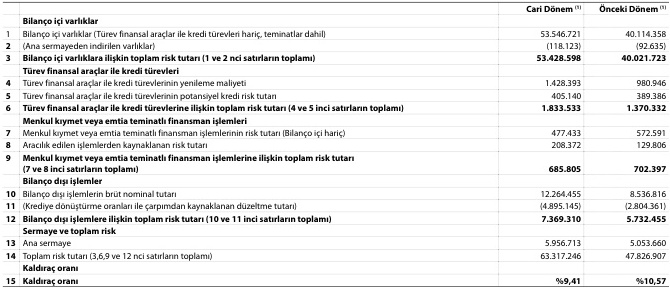 Cari Dönem (1) Önceki Dönem (1)
Bilanço içi varlıklar
1 Bilanço içi varlıklar (Türev finansal araçlar ile kredi türevleri hariç, teminatlar dahil) 53.546.721 40.114.358
2 (Ana sermayeden indirilen varlıklar) (118.123) (92.635)
3 Bilanço içi varlıklara ilişkin toplam risk tutarı (1 ve 2 nci satırların toplamı) 53.428.598 40.021.723
Türev finansal araçlar ile kredi türevleri
4 Türev finansal araçlar ile kredi türevlerinin yenileme maliyeti 1.428.393 980.946
5 Türev finansal araçlar ile kredi türevlerinin potansiyel kredi risk tutarı 405.140 389.386
6 Türev finansal araçlar ile kredi türevlerine ilişkin toplam risk tutarı (4 ve 5 inci satırların toplamı) 1.833.533 1.370.332
Menkul kıymet veya emtia teminatlı finansman işlemleri
7 Menkul kıymet veya emtia teminatlı finansman işlemlerinin risk tutarı (Bilanço içi hariç) 477.433 572.591
8 Aracılık edilen işlemlerden kaynaklanan risk tutarı 208.372 129.806
9 Menkul kıymet veya emtia teminatlı finansman işlemlerine ilişkin toplam risk tutarı
(7 ve 8 inci satırların toplamı) 685.805 702.397
Bilanço dışı işlemler
10 Bilanço dışı işlemlerin brüt nominal tutarı 12.264.455 8.536.816
11 (Krediye dönüştürme oranları ile çarpımdan kaynaklanan düzeltme tutarı) (4.895.145) (2.804.361)
12 Bilanço dışı işlemlere ilişkin toplam risk tutarı (10 ve 11 inci satırların toplamı) 7.369.310 5.732.455
Sermaye ve toplam risk
13 Ana sermaye 5.956.713 5.053.660
14 Toplam risk tutarı (3,6,9 ve 12 nci satırların toplamı) 63.317.246 47.826.907
Kaldıraç oranı
15 Kaldıraç oranı %9,41 %10,57